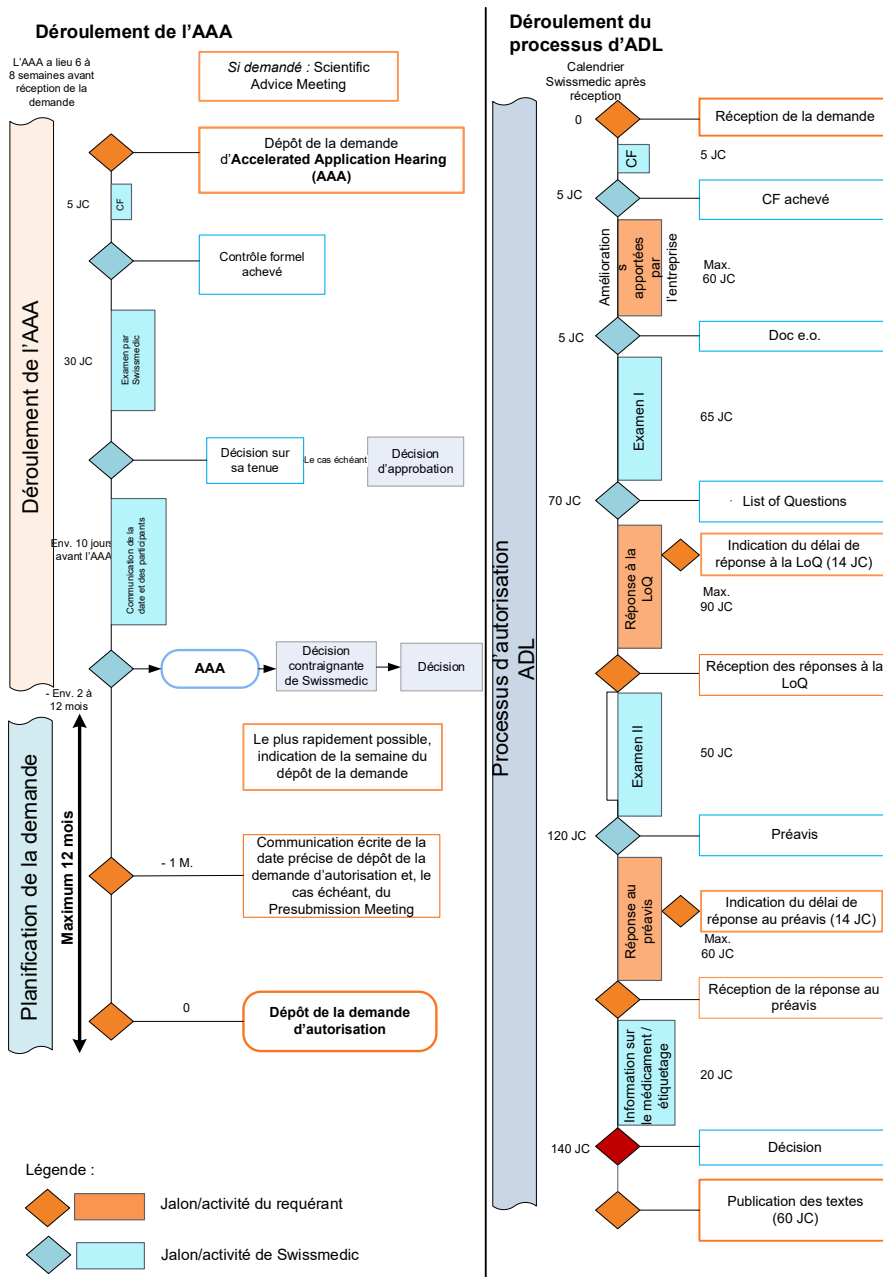 Déroulement de l'AAA
L'AAA a lieu 6 à
8 semaines avant
réception de la
demande
Si demandé : Scientific
Advice Meeting
Dépôt de la demande
d'Accelerated Application Hearing
(AAA)
5 JC
CF
Contrôle formel
achevé
30 JC
Examen par
Swissmedic
Déroulement de l'AAA
Décision sur
sa tenue
Le cas échéant
Décision
d'approbation
Env. 10 jours
avant l'AAA
Communication de la
date et des participants
AAA
Décision
contraignante
de Swissmedic
Décision
- Env. 2 à
12 mois
Planification de la demande
Maximum 12 mois
Le plus rapidement possible,
indication de la semaine du
dépôt de la demande
- 1 M.
Communication écrite de la
date précise de dépôt de la
demande d'autorisation et, le
cas échéant, du
Presubmission Meeting
0
Dépôt de la demande
d'autorisation
Légende :
Jalon/activité du requérant
Jalon/activité de Swissmedic
Déroulement du
processus d'ADL
Calendrier
Swissmedic après
réception
0
Réception de la demande
CF
5 JC
5 JC
CF achevé
Amélioration
s
apportées
par
l'entreprise
Max.
60 JC
5 JC
Doc e.o.
Examen I
65 JC
70 JC
List of Questions
Indication du délai de
réponse à la LoQ (14 JC)
Réponse à la
LoQ
Max.
90 JC
Processus d'autorisation
ADL
Réception des réponses à la
LoQ
Examen II
50 JC
120 JC
Préavis
Indication du délai de
réponse au préavis (14 JC)
Réponse au
préavis
Max.
60 JC
Réception de la réponse au
préavis
Information sur
le médicament /
étiquetage
20 JC
140 JC
Décision
Publication des textes
(60 JC)